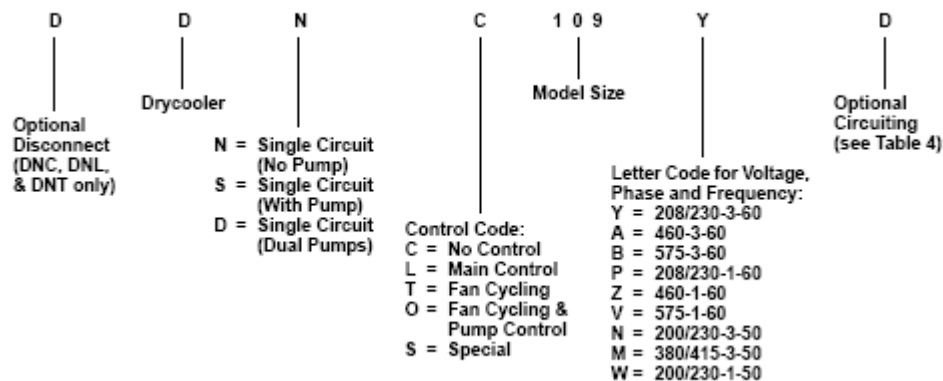 D D N C 1 0 9 Y D
Optional
Disconnect
(DNC, DNL,
& DNT only)
Drycooler
N = Single Circuit
(No Pump)
S = Single Circuit
(With Pump)
D = Single Circuit
(Dual Pumps)
Control Code:
C = No Control
L = Main Control
T = Fan Cycling
O = Fan Cycling &
Pump Control
S = Special
Model Size
Letter Code for Voltage,
Phase and Frequency:
Y = 208/230-3-60
A = 460-3-60
B = 575-3-60
P = 208/230-1-60
Z = 460-1-60
V = 575-1-60
N = 200/230-3-50
M = 380/415-3-50
W = 200/230-1-50
Optional
Circuiting
(see Table 4)